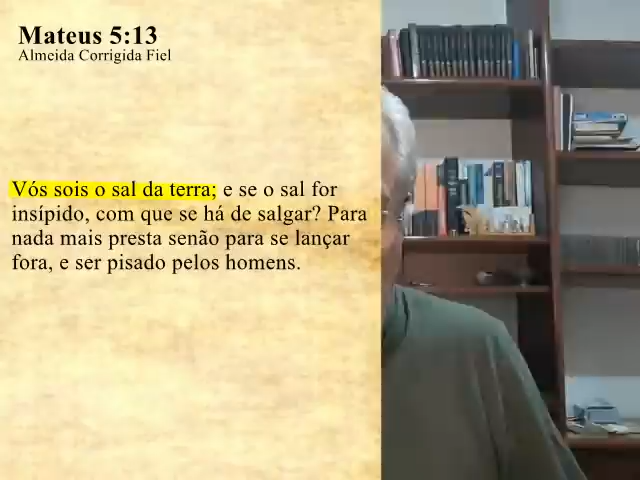 Mateus 5:13
Almeida Corrigida Fiel
Vós sois o sal da terra; e se o sal for
insípido, com que se há de salgar? Para
nada mais presta senão para se lançar
fora, e ser pisado pelos homens.